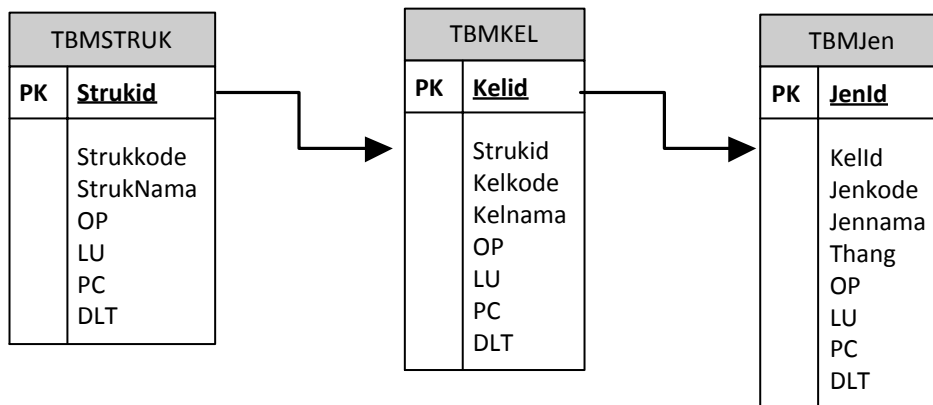 TBMSTRUK
PK Strukid
Strukkode
StrukNama
OP
LU
PC
DLT
TBMKEL
PK Kelid
Strukid
Kelkode
Kelnama
OP
LU
PC
DLT
TBMJen
PK JenId
KelId
Jenkode
Jennama
Thang
OP
LU
PC
DLT